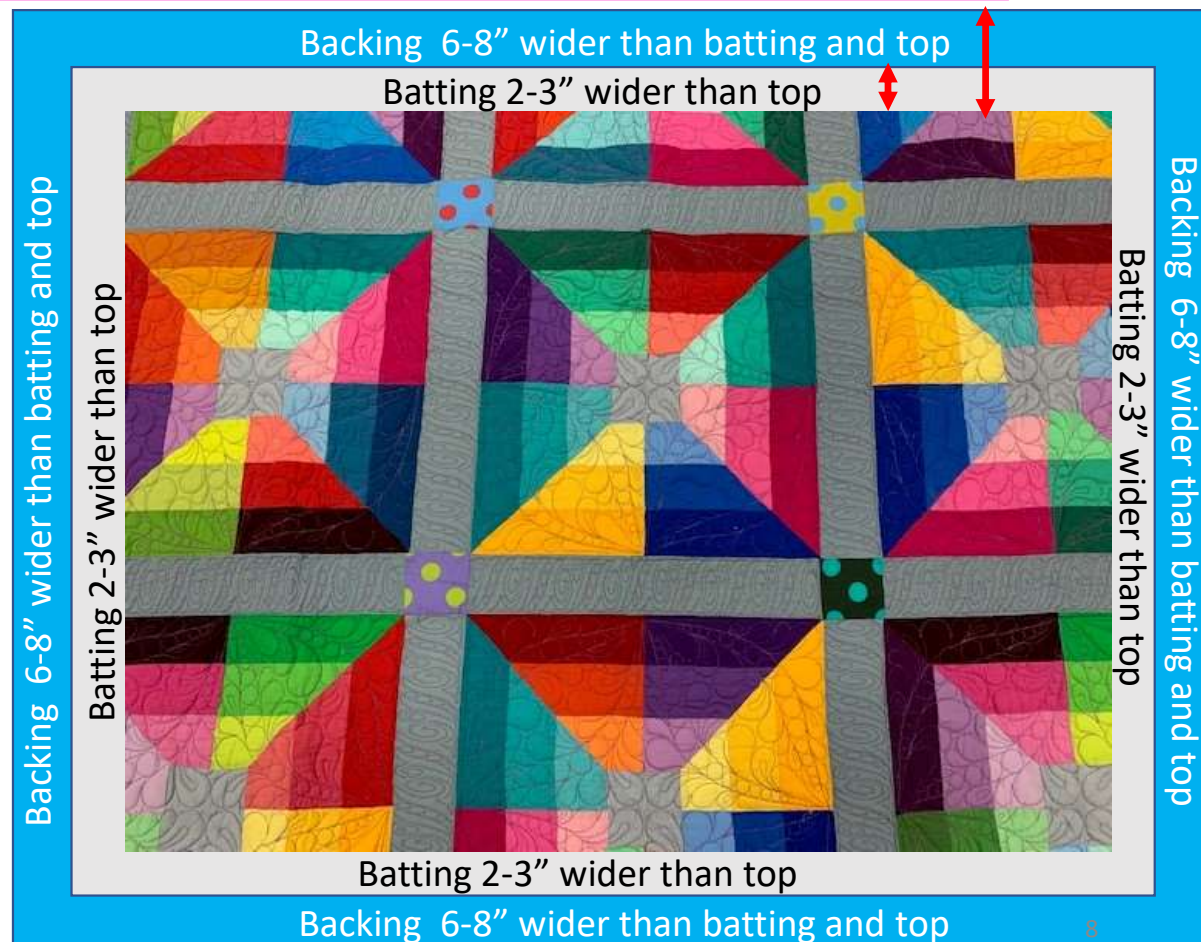 Backing  6-8” wider than batting and top
Batting 2-3” wider than top
Backing  6-8” wider than batting and top
Batting 2-3” wider than top
Batting 2-3” wider than top
Backing  6-8” wider than batting and top
Batting 2-3” wider than top
Backing  6-8” wider than batting and top
8